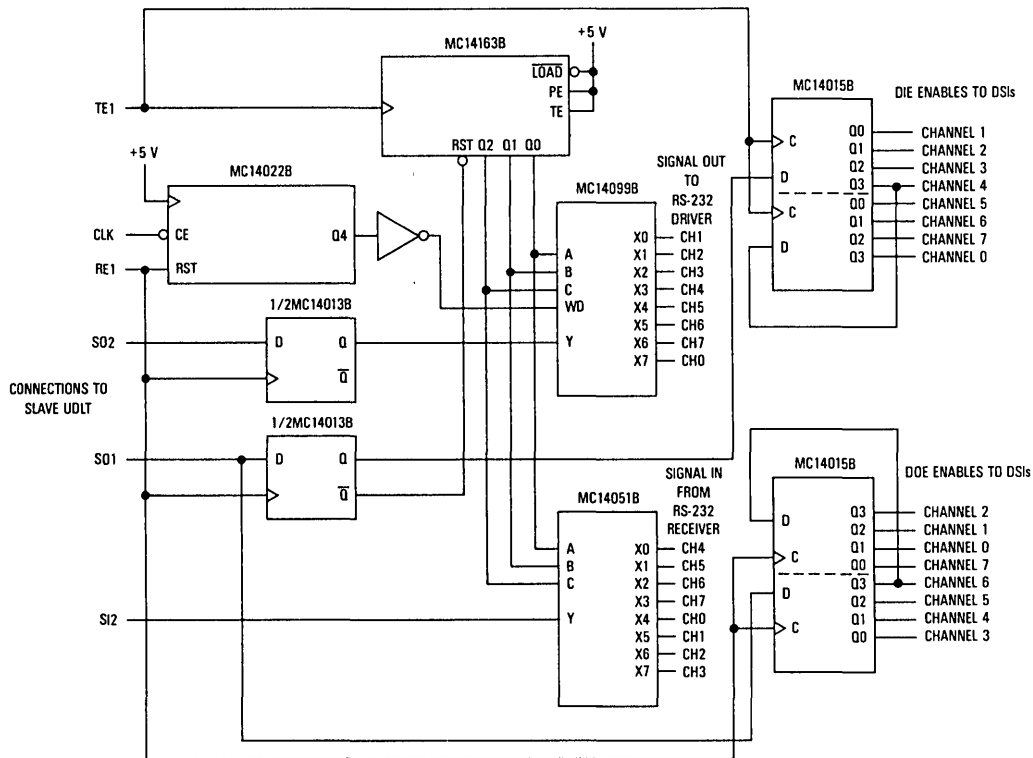 MC14163B
+5 V
LOAD
PE
TE
RST Q2 Q1 Q0
TE1
+5 V
MC14022B
CLK
CE
Q4
RE1
RST
1/2MC14013B
SO2
D
Q
Q
CONNECTIONS TO
SLAVE UDLT
1/2MC14013B
SO1
D
Q
Q
SI2
MC14099B
SIGNAL OUT
TO
RS-232
DRIVER
A
B
C
WD
Y
X0 CH1
X1 CH2
X2 CH3
X3 CH4
X4 CH5
X5 CH6
X6 CH7
X7 CH0
MC14051B
SIGNAL IN
FROM
RS-232
RECEIVER
A
B
C
Y
X0 CH4
X1 CH5
X2 CH6
X3 CH7
X4 CH0
X5 CH1
X6 CH2
X7 CH3
MC14015B
DIE ENABLES TO DSIs
C
D
C
D
Q0 CHANNEL 1
Q1 CHANNEL 2
Q2 CHANNEL 3
Q3 CHANNEL 4
Q0 CHANNEL 5
Q1 CHANNEL 6
Q2 CHANNEL 7
Q3 CHANNEL 0
MC14015B
DOE ENABLES TO DSIs
D
C
D
C
Q3 CHANNEL 2
Q2 CHANNEL 1
Q1 CHANNEL 0
Q0 CHANNEL 7
Q3 CHANNEL 6
Q2 CHANNEL 5
Q1 CHANNEL 4
Q0 CHANNEL 3